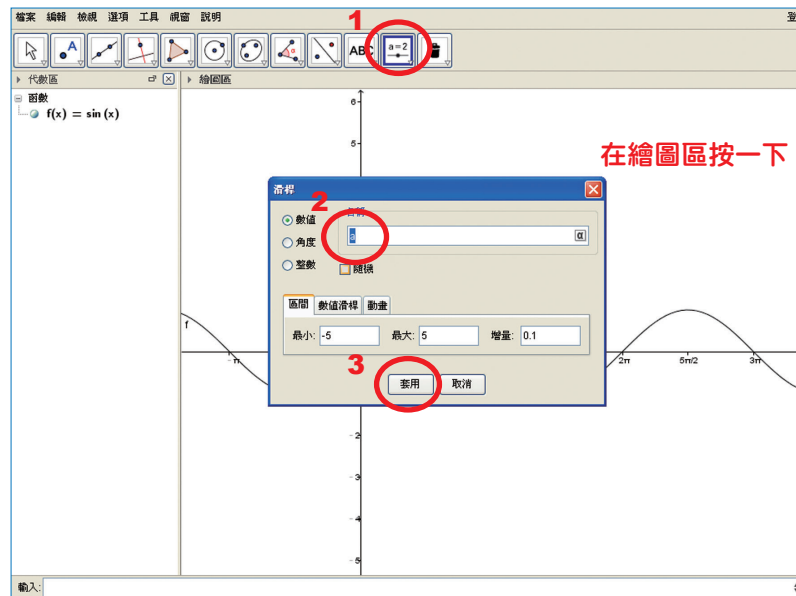 檔案 編輯 檢視 選項 工具 視窗 說明
1
A
ABC
a=2
代數區
繪圖區
函數
f(x) = sin (x)
6
5
在繪圖區按一下
滑桿
2
數值
角度
整數
名稱
a
α
隨機
區間 數值滑桿 動畫
最小: -5 最大: 5 增量: 0.1
3
套用 取消
f
-π
2π
5π/2
3π
-2
-3
-4
-5
輸入: